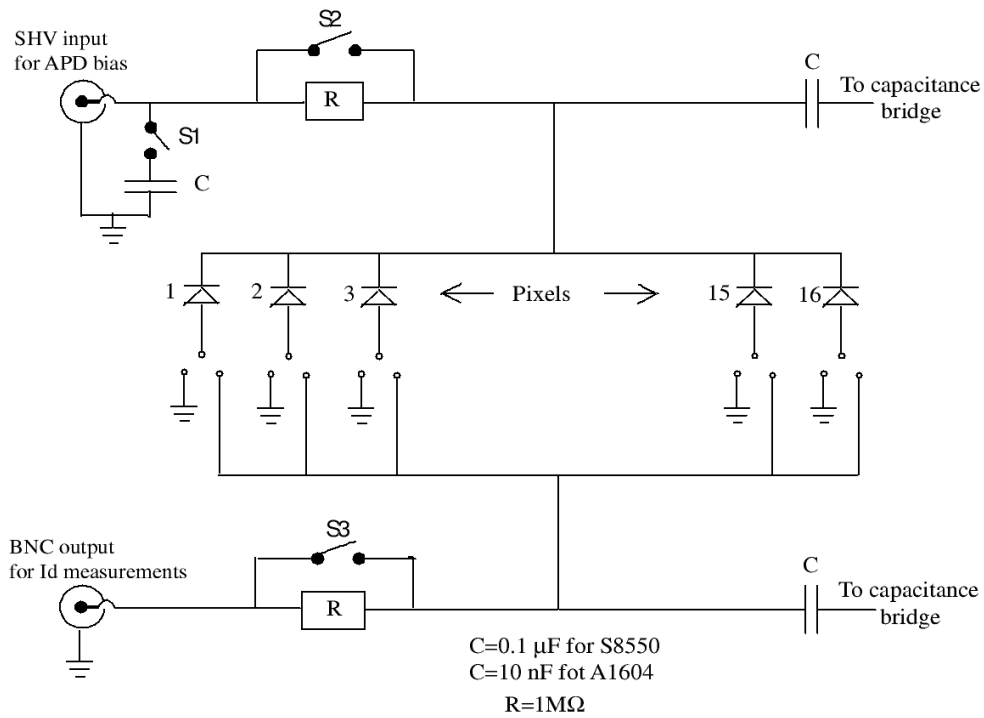 S2
SHV input
for APD bias
R
C
To capacitance
bridge
S1
C
1
2
3
Pixels
15
16
S3
BNC output
for Id measurements
R
C
To capacitance
bridge
C=0.1 µF for S8550
C=10 nF fot A1604
R=1MΩ